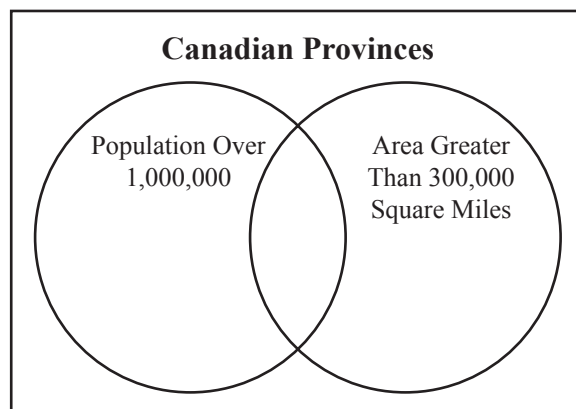 Canadian Provinces
Population Over
1,000,000
Area Greater
Than 300,000
Square Miles